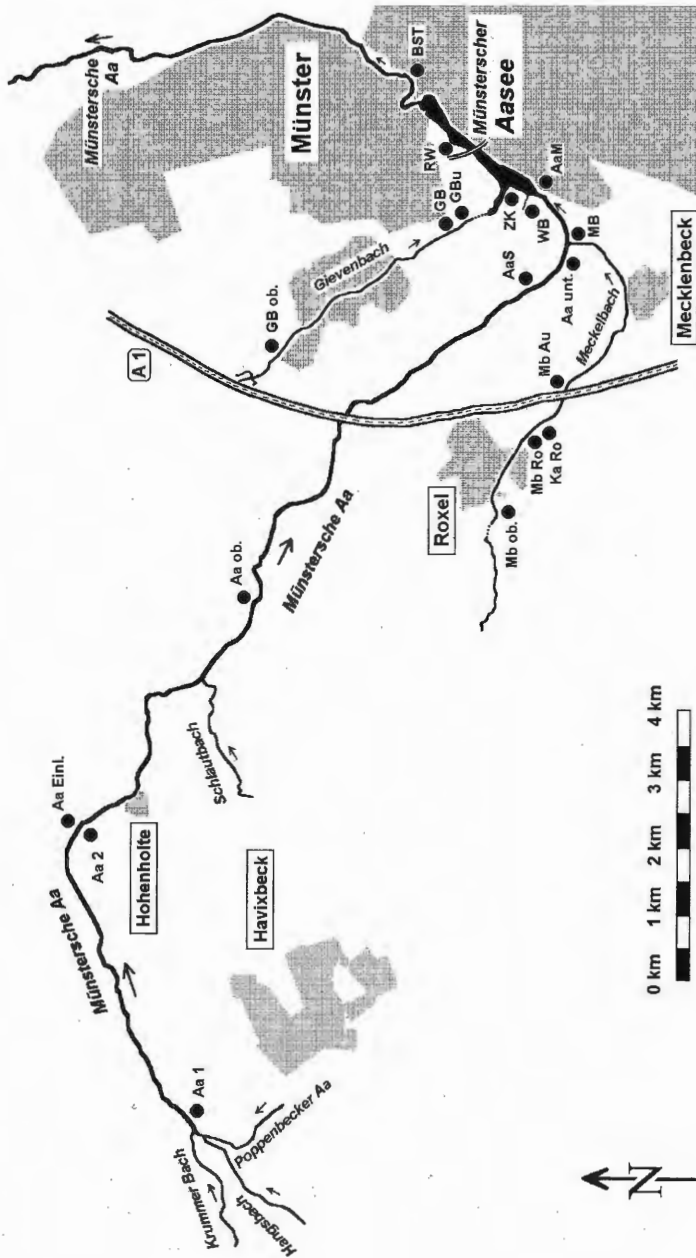 Münstersche
Aa
Münster
BST
RW
Münsterscher
Aasee
GB
GBu
AaM
ZK
WB
MB
Gievenbach
GB ob.
AaS
Aa unt.
Meckelbach
Mecklenbeck
A 1
Mb Au
Roxel
Mb Ro
Ka Ro
Mb ob.
Münstersche Aa
Aa ob.
Schlautbach
Aa Einl.
Aa 2
Hohenholte
Münstersche Aa
Havixbeck
Aa 1
Krummer Bach
Hangsbach
Poppenbecker Aa
0 km 1 km 2 km 3 km 4 km
N